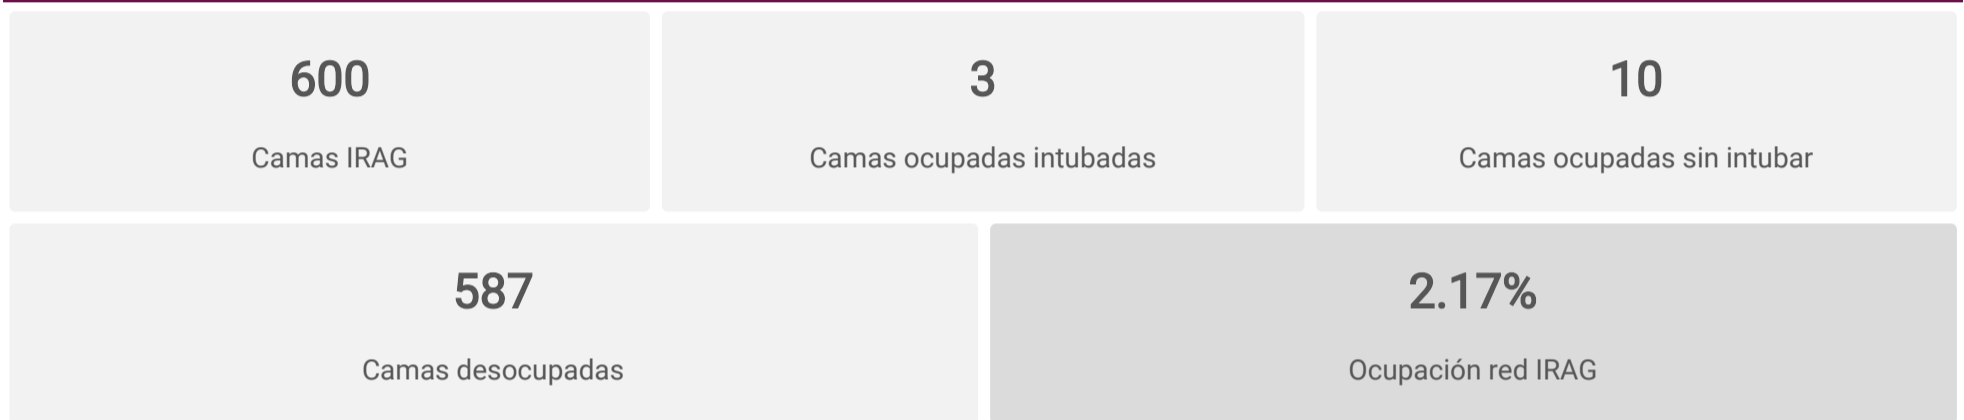 600
Camas IRAG
3
Camas ocupadas intubadas
10
Camas ocupadas sin intubar
587
Camas desocupadas
2.17%
Ocupación red IRAG